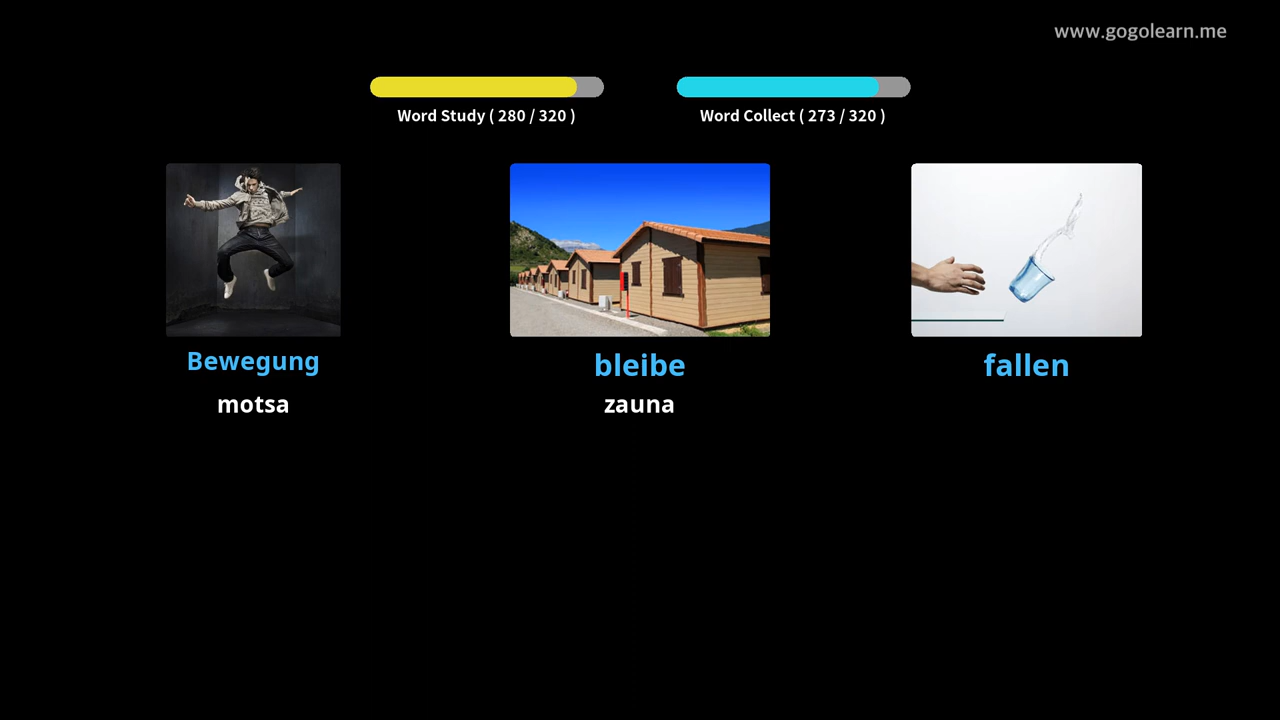 www.gogolearn.me
Word Study ( 280 / 320 )
Word Collect ( 273 / 320 )
Bewegung
motsa
bleibe
zauna
fallen